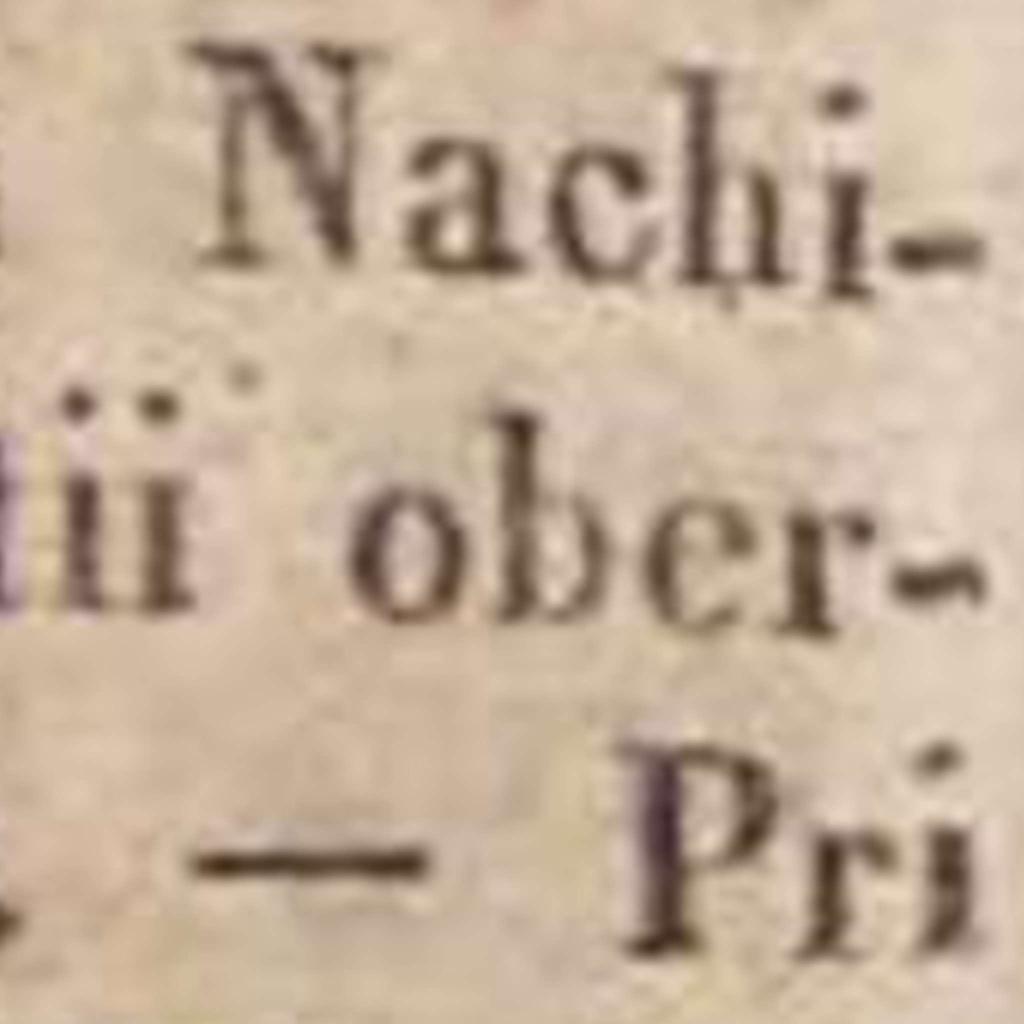 Nachi-
ii ober-
— Pri